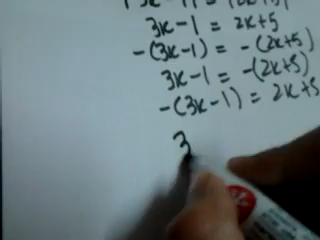 3x-1 = 2x+5
-(3x-1) = -(2x+5)
3x-1 = -(2x+5)
-(3x-1) = 2x+5
3